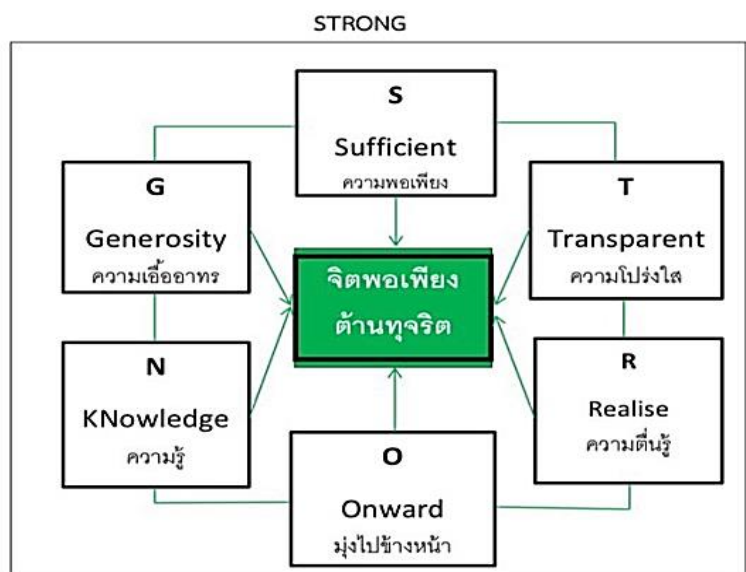 STRONG
S
Sufficient
ความพอเพียง
G
Generosity
ความเอื้ออาทร
T
Transparent
ความโปร่งใส
จิตพอเพียง
ต้านทุจริต
N
KNowledge
ความรู้
R
Realise
ความตื่นรู้
O
Onward
มุ่งไปข้างหน้า